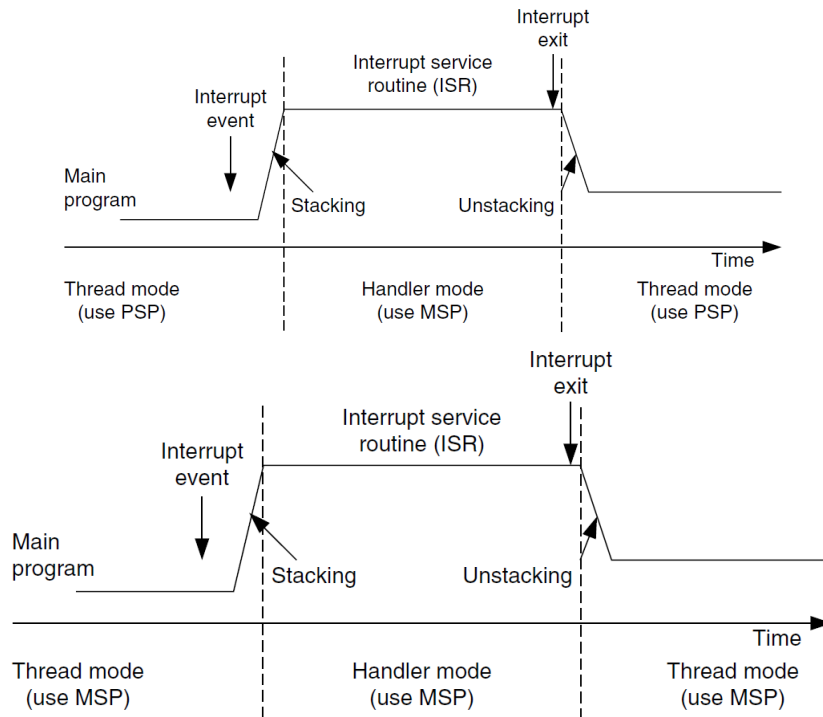 Interrupt
exit
Interrupt service
routine (ISR)
Interrupt
event
Main
program
Stacking
Unstacking
Time
Thread mode
(use PSP)
Handler mode
(use MSP)
Thread mode
(use PSP)
Interrupt
exit
Interrupt service
routine (ISR)
Interrupt
event
Main
program
Stacking
Unstacking
Time
Thread mode
(use MSP)
Handler mode
(use MSP)
Thread mode
(use MSP)